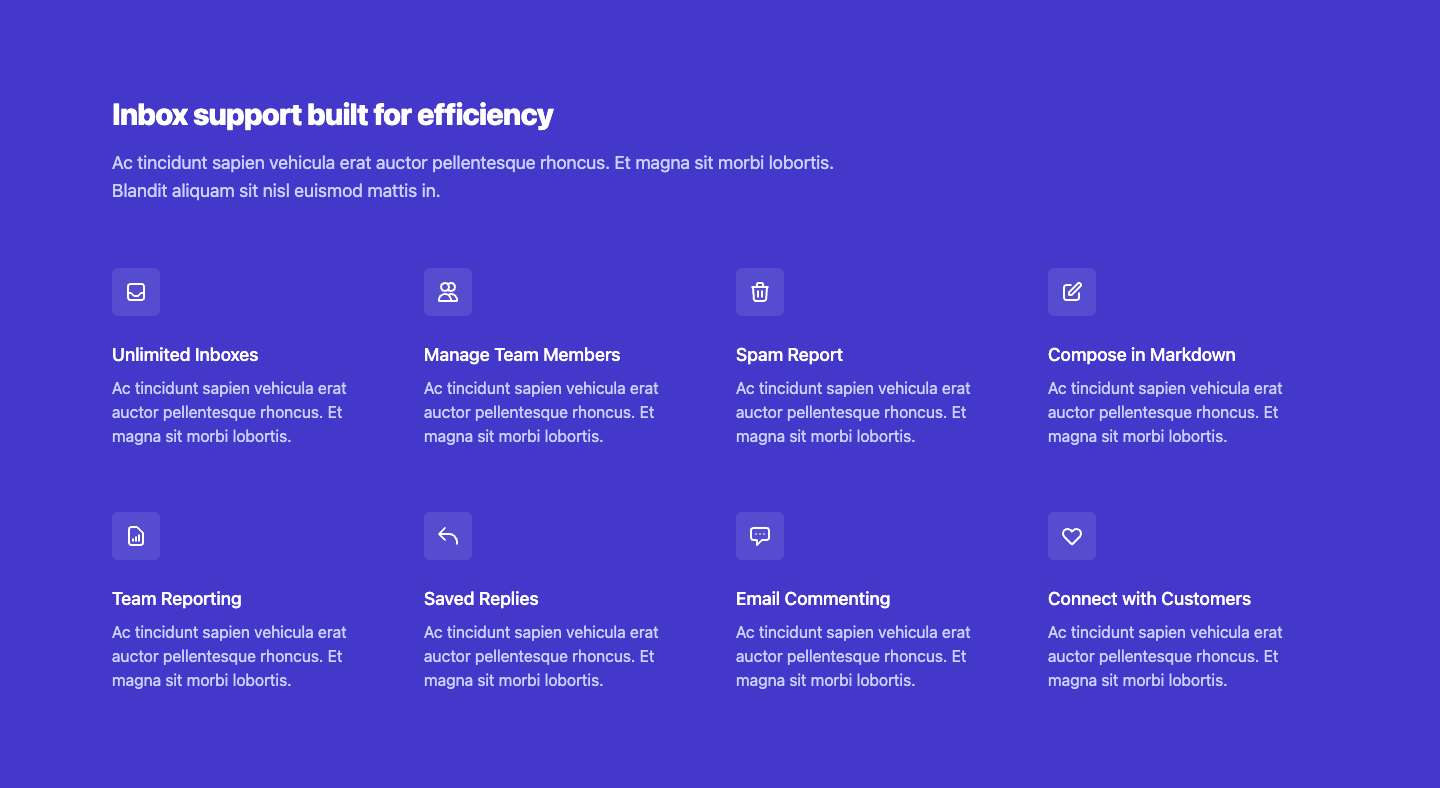 Inbox support built for efficiency
Ac tincidunt sapien vehicula erat auctor pellentesque rhoncus. Et magna sit morbi lobortis.
Blandit aliquam sit nisl euismod mattis in.
Unlimited Inboxes
Ac tincidunt sapien vehicula erat
auctor pellentesque rhoncus. Et
magna sit morbi lobortis.
Manage Team Members
Ac tincidunt sapien vehicula erat
auctor pellentesque rhoncus. Et
magna sit morbi lobortis.
Spam Report
Ac tincidunt sapien vehicula erat
auctor pellentesque rhoncus. Et
magna sit morbi lobortis.
Compose in Markdown
Ac tincidunt sapien vehicula erat
auctor pellentesque rhoncus. Et
magna sit morbi lobortis.
Team Reporting
Ac tincidunt sapien vehicula erat
auctor pellentesque rhoncus. Et
magna sit morbi lobortis.
Saved Replies
Ac tincidunt sapien vehicula erat
auctor pellentesque rhoncus. Et
magna sit morbi lobortis.
Email Commenting
Ac tincidunt sapien vehicula erat
auctor pellentesque rhoncus. Et
magna sit morbi lobortis.
Connect with Customers
Ac tincidunt sapien vehicula erat
auctor pellentesque rhoncus. Et
magna sit morbi lobortis.